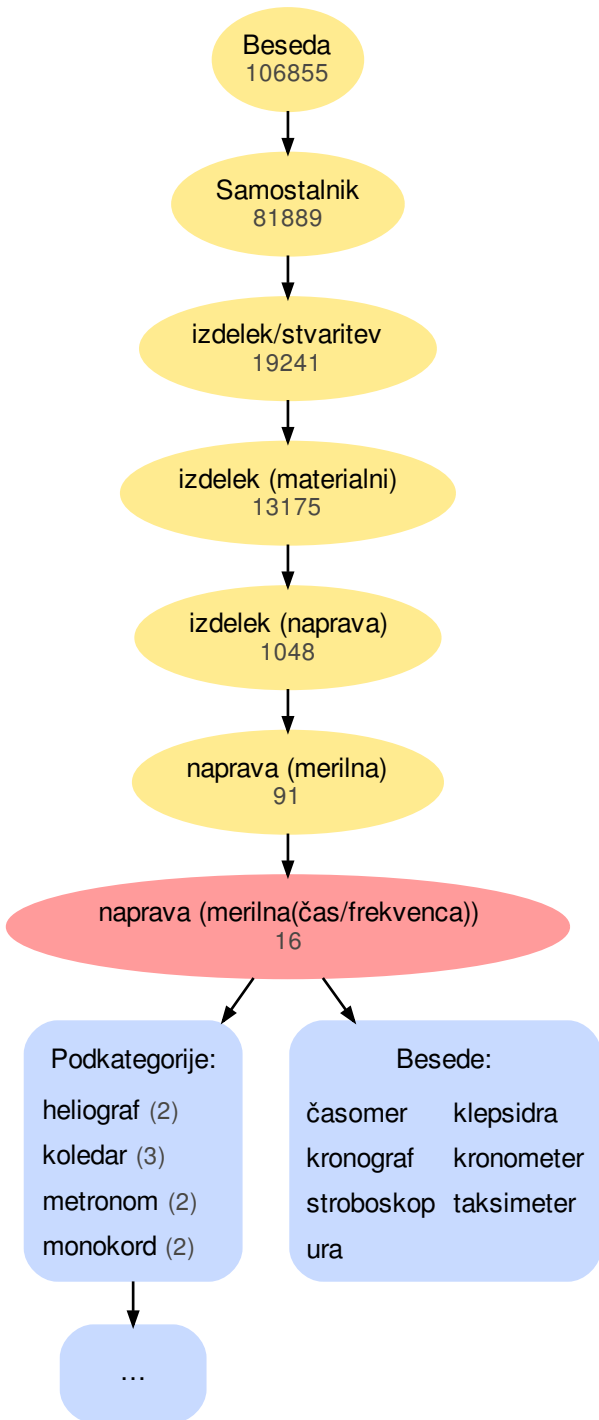 Beseda
106855
Samostalnik
81889
izdelek/stvaritev
19241
izdelek (materialni)
13175
izdelek (naprava)
1048
naprava (merilna)
91
naprava (merilna(čas/frekvenca))
16
Podkategorije:
heliograf (2)
koledar (3)
metronom (2)
monokord (2)
Besede:
časomer klepsidra
kronograf kronometer
stroboskop taksimeter
ura
...